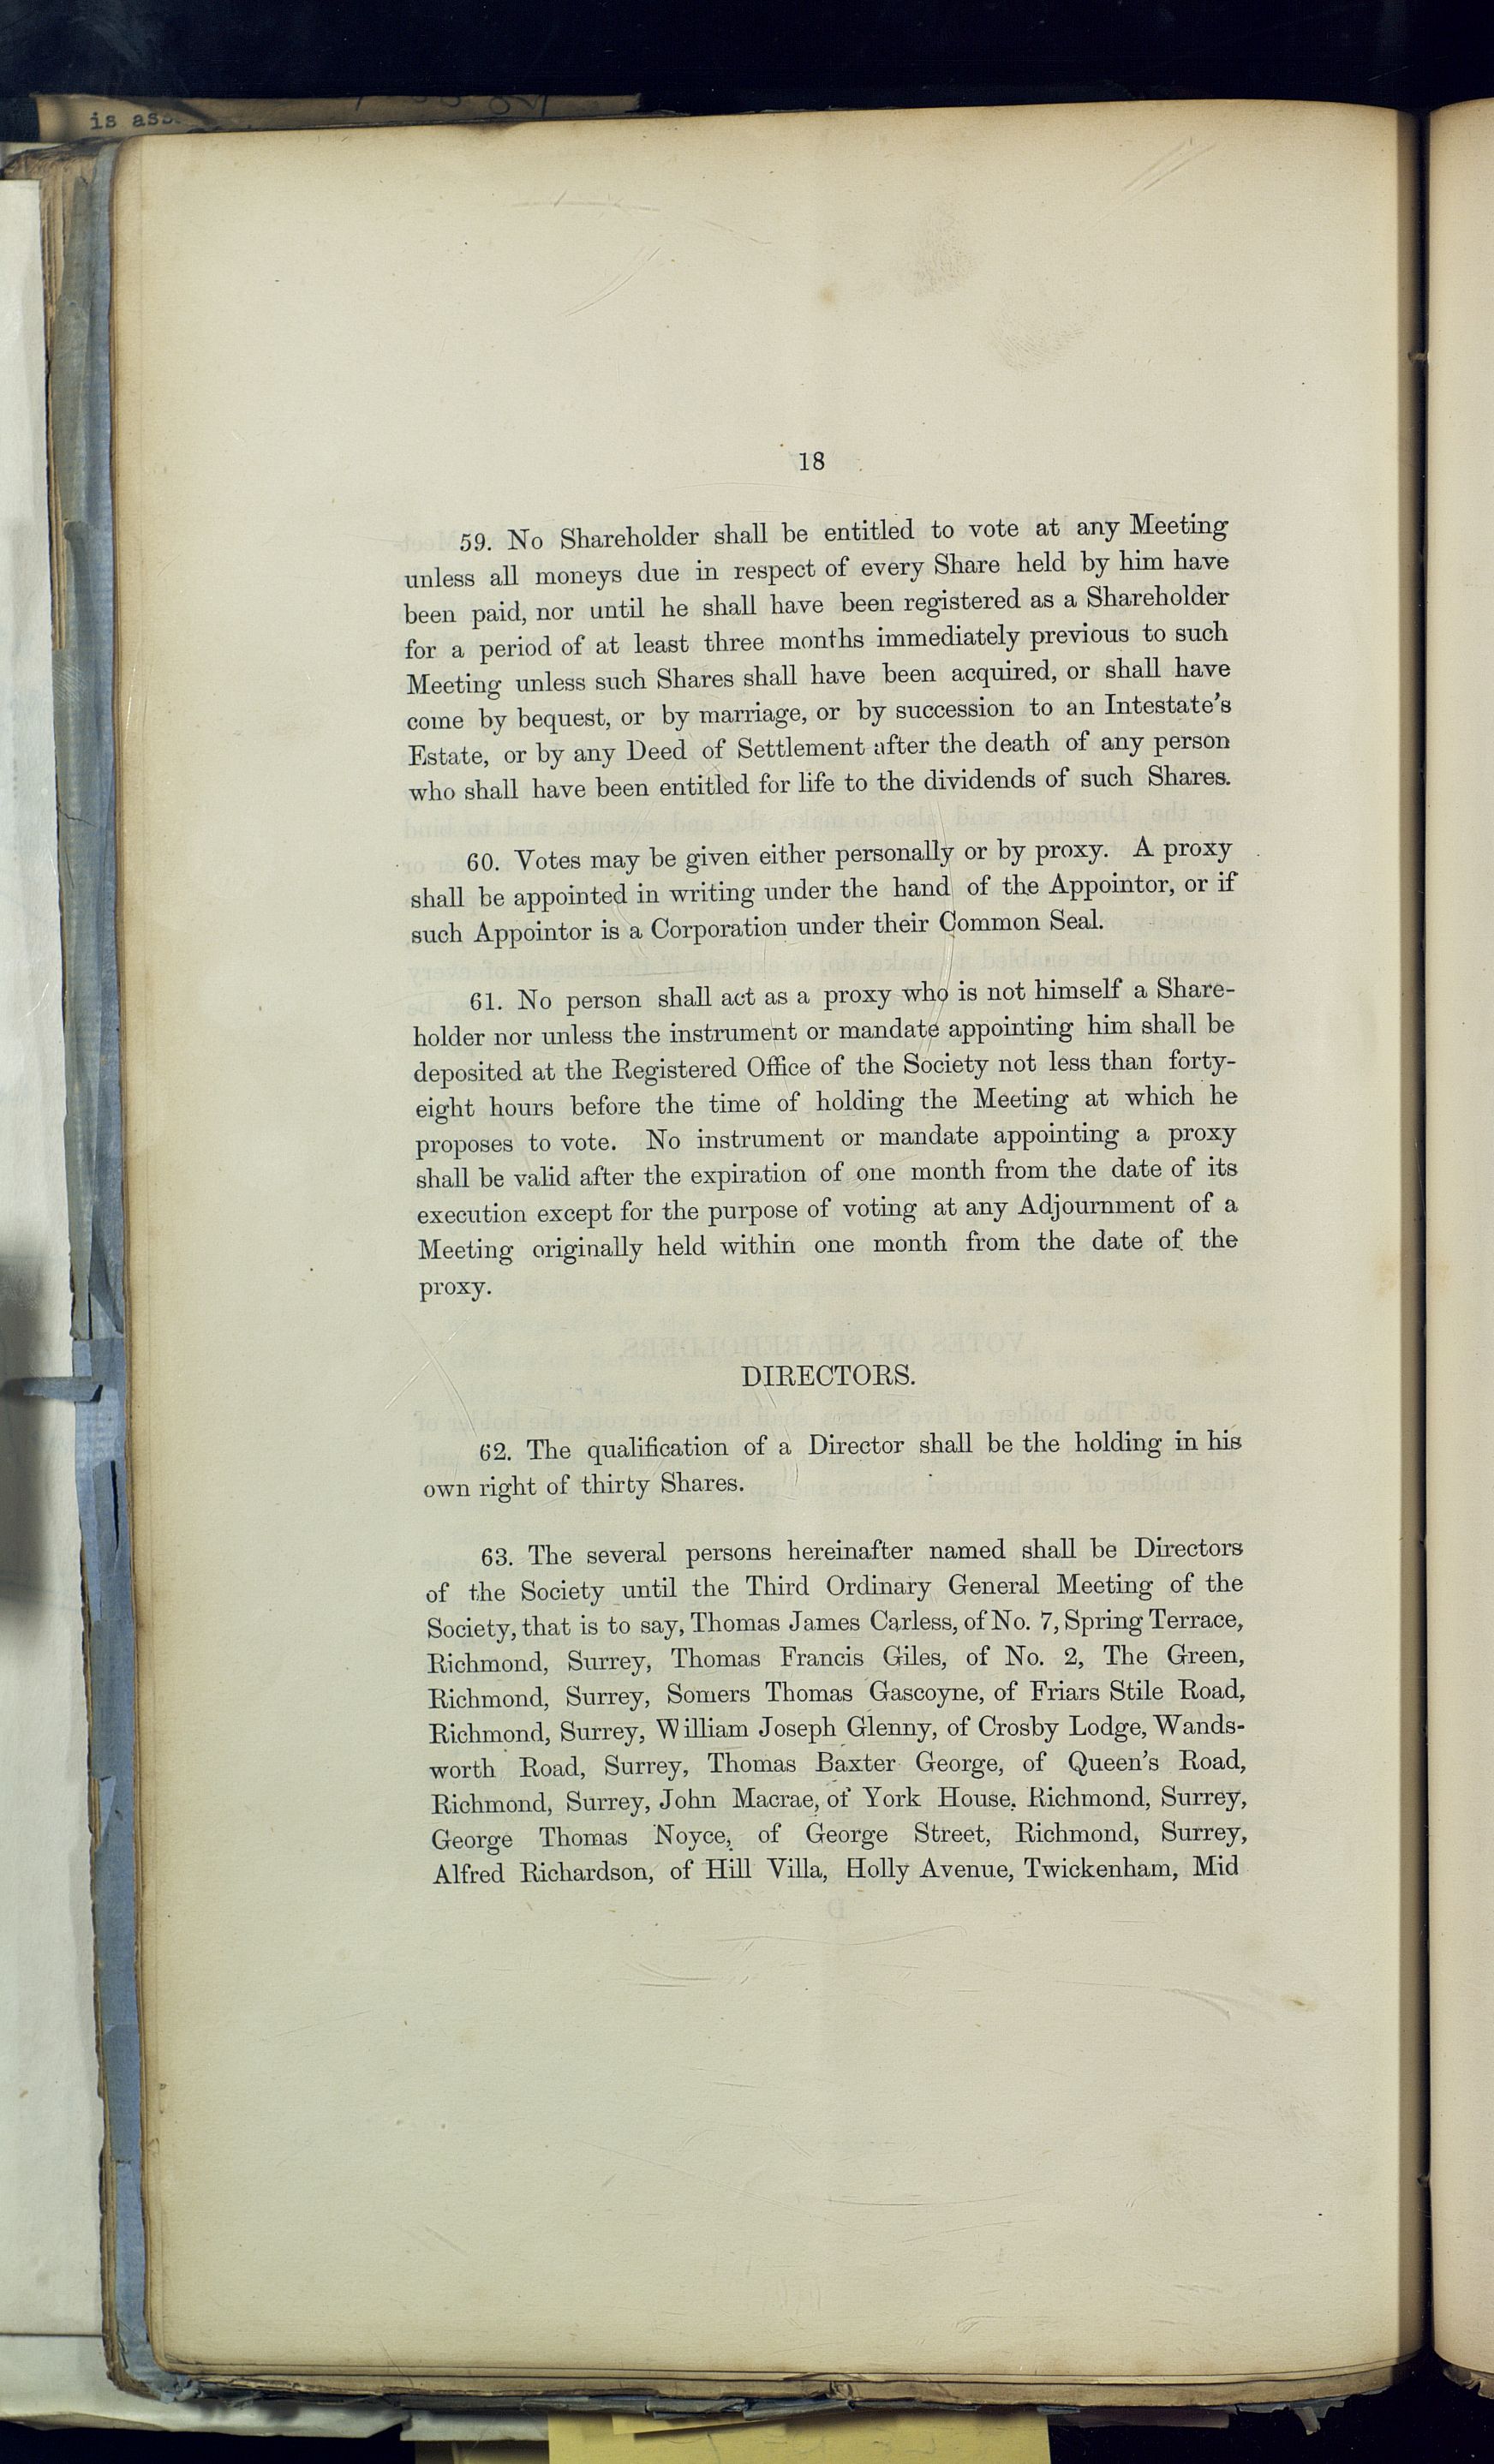 is ass
18
59. No Shareholder shall be entitled to vote at any Meeting
unless all moneys due in respect of every Share held by him have
been paid, nor until he shall have been registered as a Shareholder
for a period of at least three months immediately previous to such
Meeting unless such Shares shall have been acquired, or shall have
come by bequest, or by marriage, or by succession to an Intestate's
Estate, or by any Deed of Settlement after the death of any person
who shall have been entitled for life to the dividends of such Shares.
60. Votes may be given either personally or by proxy. A proxy
shall be appointed in writing under the hand of the Appointor, or if
such Appointor is a Corporation under their Common Seal.
61. No person shall act as a proxy who is not himself a Share-
holder nor unless the instrument or mandate appointing him shall be
deposited at the Registered Office of the Society not less than forty-
eight hours before the time of holding the Meeting at which he
proposes to vote. No instrument or mandate appointing a proxy
shall be valid after the expiration of one month from the date of its
execution except for the purpose of voting at any Adjournment of a
Meeting originally held within one month from the date of the
proxy.
DIRECTORS.
62. The qualification of a Director shall be the holding in his
own right of thirty Shares.
63. The several persons hereinafter named shall be Directors
of the Society until the Third Ordinary General Meeting of the
Society, that is to say, Thomas James Carless, of No. 7, Spring Terrace,
Richmond, Surrey, Thomas Francis Giles, of No. 2, The Green,
Richmond, Surrey, Somers Thomas Gascoyne, of Friars Stile Road,
Richmond, Surrey, William Joseph Glenny, of Crosby Lodge, Wands-
worth Road, Surrey, Thomas Baxter George, of Queen's Road,
Richmond, Surrey, John Macrae, of York House, Richmond, Surrey,
George Thomas Noyce, of George Street, Richmond, Surrey,
Alfred Richardson, of Hill Villa, Holly Avenue, Twickenham, Mid